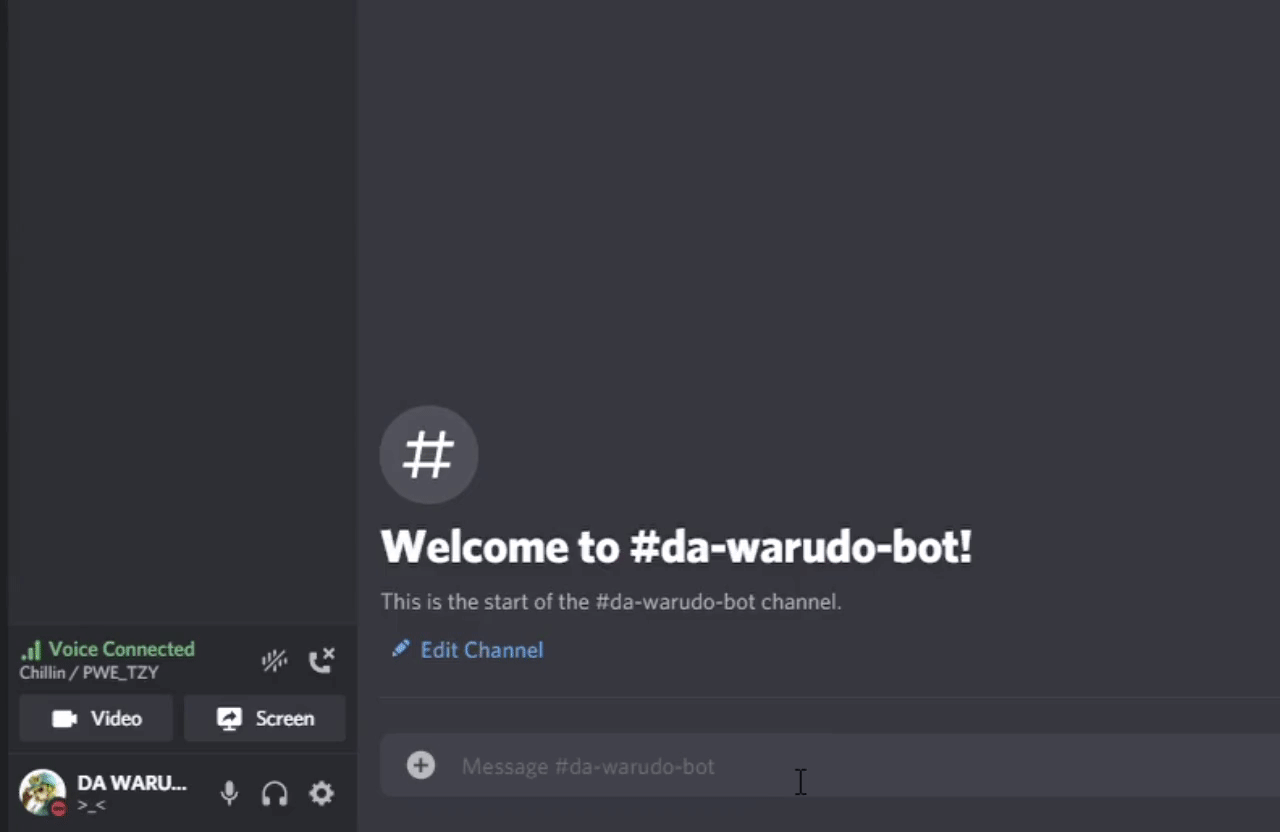 Welcome to #da-warudo-bot!
This is the start of the #da-warudo-bot channel.
Edit Channel
Voice Connected
Chillin / PWE_TZY
Video
Screen
Message #da-warudo-bot
DA WARU...
>_<